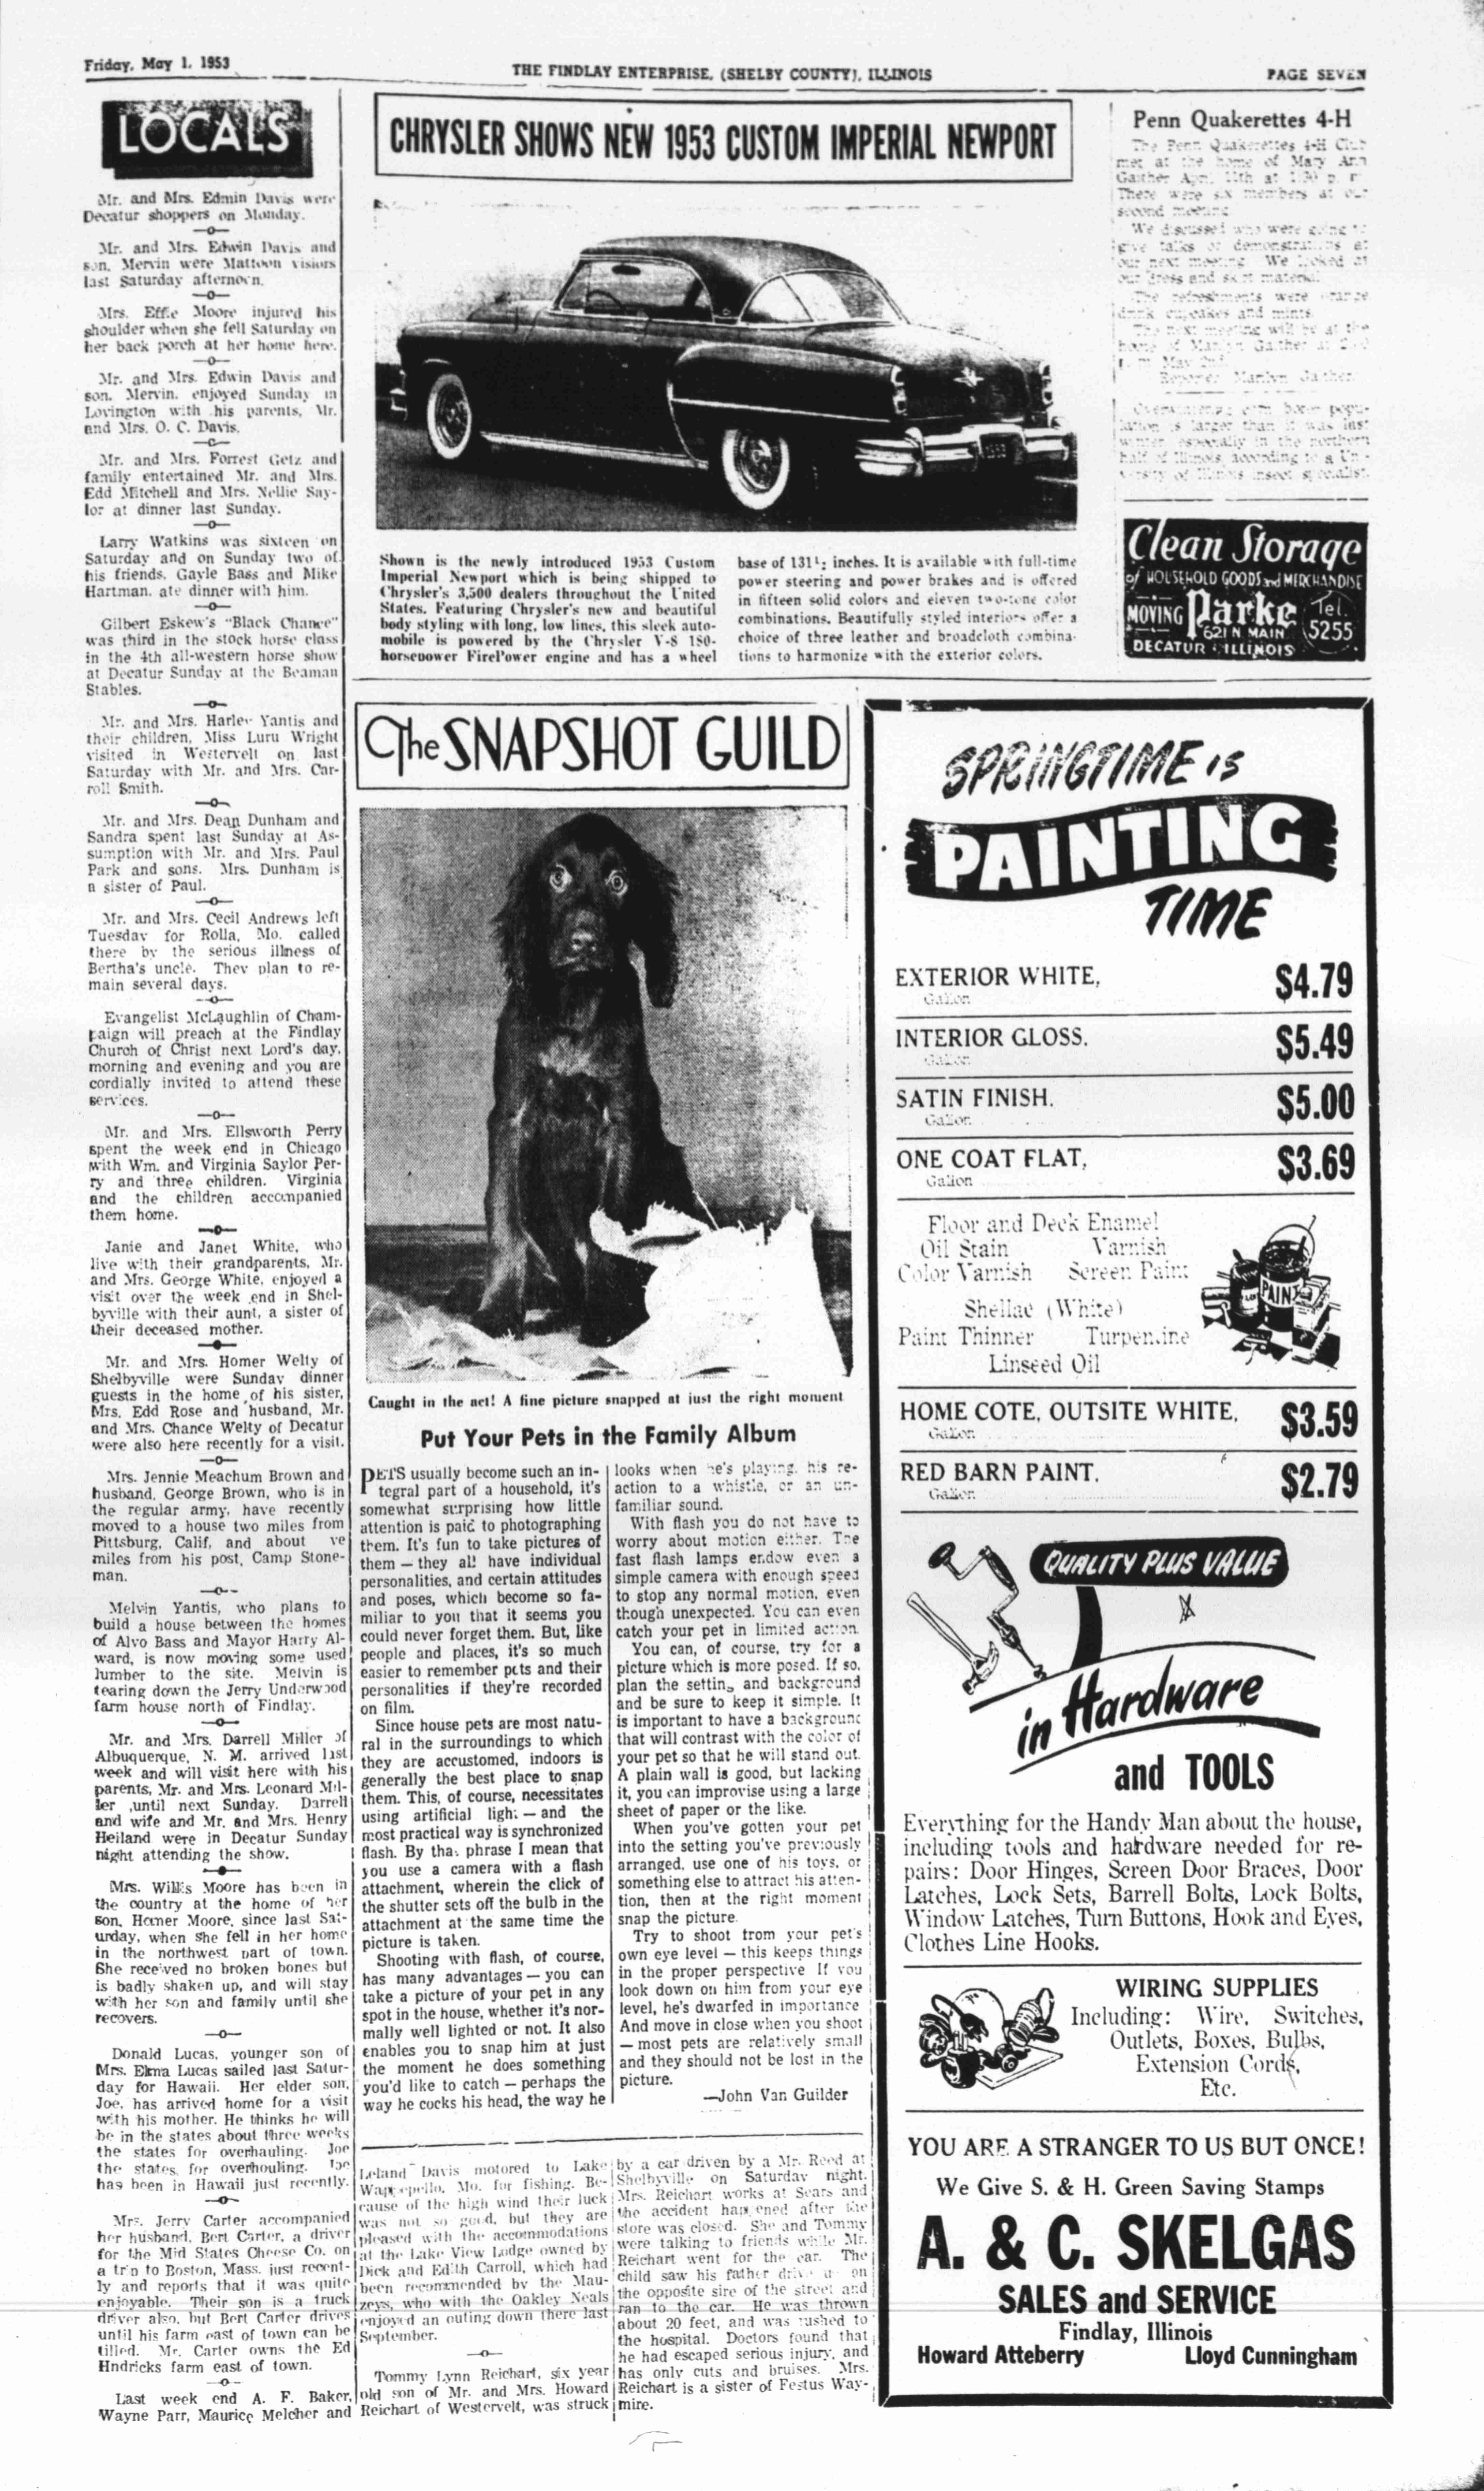 Friday, May 1, 1953
THE FINDLAY ENTERPRISE, (SHELBY COUNTY), ILLINOIS
PAGE SEVEN
LOCALS
Mr. and Mrs. Edmin Davis were
Decatur shoppers on Monday.
—o—
Mr. and Mrs. Edwin Davis and
son, Mervin were Mattoon visiors
last Saturday afternoon.
—o—
Mrs. Effie Moore injured his
shoulder when she fell Saturday on
her back porch at her home here.
—o—
Mr. and Mrs. Edwin Davis and
son, Mervin, enjoyed Sunday in
Lovington with his parents, Mr.
and Mrs. O. C. Davis.
—o—
Mr. and Mrs. Forrest Getz and
family entertained Mr. and Mrs.
Edd Mitchell and Mrs. Nellie Say-
lor at dinner last Sunday.
—o—
Larry Watkins was sixteen on
Saturday and on Sunday two of
his friends, Gayle Bass and Mike
Hartman, ate dinner with him.
—o—
Gilbert Eskew's "Black Chance"
was third in the stock horse class
in the 4th all-western horse show
at Decatur Sunday at the Beaman
Stables.
—o—
Mr. and Mrs. Harley Yantis and
their children, Miss Luru Wright
visited in Westervelt on last
Saturday with Mr. and Mrs. Car-
roll Smith.
—o—
Mr. and Mrs. Dean Dunham and
Sandra spent last Sunday at As-
sumption with Mr. and Mrs. Paul
Park and sons. Mrs. Dunham is
a sister of Paul.
—o—
Mr. and Mrs. Cecil Andrews left
Tuesday for Rolla, Mo. called
there by the serious illness of
Bertha's uncle. They plan to re-
main several days.
—o—
Evangelist McLaughlin of Cham-
paign will preach at the Findlay
Church of Christ next Lord's day,
morning and evening and you are
cordially invited to attend these
services.
—o—
Mr. and Mrs. Ellsworth Perry
spent the week end in Chicago
with Wm. and Virginia Saylor Per-
ry and three children. Virginia
and the children accompanied
them home.
—o—
Janie and Janet White, who
live with their grandparents, Mr.
and Mrs. George White, enjoyed a
visit over the week end in Shel-
byville with their aunt, a sister of
their deceased mother.
—o—
Mr. and Mrs. Homer Welty of
Shelbyville were Sunday dinner
guests in the home of his sister,
Mrs. Edd Rose and husband, Mr.
and Mrs. Chance Welty of Decatur
were also here recently for a visit.
—o—
Mrs. Jennie Meachum Brown and
husband, George Brown, who is in
the regular army, have recently
moved to a house two miles from
Pittsburg, Calif, and about ve
miles from his post, Camp Stone-
man.
—o—
Melvin Yantis, who plans to
build a house between the homes
of Alvo Bass and Mayor Harry Al-
ward, is now moving some used
lumber to the site. Melvin is
tearing down the Jerry Underwood
farm house north of Findlay.
—o—
Mr. and Mrs. Darrell Miller of
Albuquerque, N. M. arrived last
week and will visit here with his
parents, Mr. and Mrs. Leonard Mil-
ler ,until next Sunday. Darrell
and wife and Mr. and Mrs. Henry
Heiland were in Decatur Sunday
night attending the show.
—o—
Mrs. Willis Moore has been in
the country at the home of her
son, Homer Moore, since last Sat-
urday, when she fell in her home
in the northwest part of town.
She received no broken bones but
is badly shaken up, and will stay
with her son and family until she
recovers.
—o—
Donald Lucas, younger son of
Mrs. Elma Lucas sailed last Satur-
day for Hawaii. Her elder son,
Joe, has arrived home for a visit
with his mother. He thinks he will
be in the states about three weeks
the states for overhauling. Joe
the states, for overhouling. Joe
has been in Hawaii just recently.
—o—
Mrs. Jerry Carter accompanied
her husband, Bert Carter, a driver
for the Mid States Cheese Co. on
a trip to Boston, Mass. just recent-
ly and reports that it was quite
enjoyable. Their son is a truck
driver also, but Bert Carter drives
until his farm east of town can be
tilled. Mr. Carter owns the Ed
Hndricks farm east of town.
—o—
Last week end A. F. Baker,
Wayne Parr, Maurice Melcher and
CHRYSLER SHOWS NEW 1953 CUSTOM IMPERIAL NEWPORT
Shown is the newly introduced 1953 Custom
Imperial Newport which is being shipped to
Chrysler's 3,500 dealers throughout the United
States. Featuring Chrysler's new and beautiful
body styling with long, low lines, this sleek auto-
mobile is powered by the Chrysler V-8 180-
horsepower FirePower engine and has a wheel
base of 131½ inches. It is available with full-time
power steering and power brakes and is offered
in fifteen solid colors and eleven two-tone color
combinations. Beautifully styled interiors offer a
choice of three leather and broadcloth combina-
tions to harmonize with the exterior colors.
The SNAPSHOT GUILD
Caught in the act! A fine picture snapped at just the right moment
Put Your Pets in the Family Album
PETS usually become such an in-
tegral part of a household, it's
somewhat surprising how little
attention is paid to photographing
them. It's fun to take pictures of
them — they all have individual
personalities, and certain attitudes
and poses, which become so fa-
miliar to you that it seems you
could never forget them. But, like
people and places, it's so much
easier to remember pets and their
personalities if they're recorded
on film.
Since house pets are most natu-
ral in the surroundings to which
they are accustomed, indoors is
generally the best place to snap
them. This, of course, necessitates
using artificial light — and the
most practical way is synchronized
flash. By that phrase I mean that
you use a camera with a flash
attachment, wherein the click of
the shutter sets off the bulb in the
attachment at the same time the
picture is taken.
Shooting with flash, of course,
has many advantages — you can
take a picture of your pet in any
spot in the house, whether it's nor-
mally well lighted or not. It also
enables you to snap him at just
the moment he does something
you'd like to catch — perhaps the
way he cocks his head, the way he
looks when he's playing, his re-
action to a whistle, or an un-
familiar sound.
With flash you do not have to
worry about motion either. The
fast flash lamps endow even a
simple camera with enough speed
to stop any normal motion, even
though unexpected. You can even
catch your pet in limited action.
You can, of course, try for a
picture which is more posed. If so,
plan the setting and background
and be sure to keep it simple. It
is important to have a background
that will contrast with the color of
your pet so that he will stand out.
A plain wall is good, but lacking
it, you can improvise using a large
sheet of paper or the like.
When you've gotten your pet
into the setting you've previously
arranged, use one of his toys, or
something else to attract his atten-
tion, then at the right moment
snap the picture.
Try to shoot from your pet's
own eye level — this keeps things
in the proper perspective If you
look down on him from your eye
level, he's dwarfed in importance
And move in close when you shoot
— most pets are relatively small
and they should not be lost in the
picture.
—John Van Guilder
Leland Davis motored to Lake
Wappepello, Mo. for fishing. Be-
cause of the high wind their luck
was not so good, but they are
pleased with the accommodations
at the Lake View Lodge owned by
Dick and Edith Carroll, which had
been recommended by the Mau-
zeys, who with the Oakley Neals
enjoyed an outing down there last
September.
—o—
Tommy Lynn Reichart, six year
old son of Mr. and Mrs. Howard
Reichart of Westervelt, was struck
by a car driven by a Mr. Reed at
Shelbyville on Saturday night.
Mrs. Reichart works at Sears and
the accident happened after the
store was closed. She and Tommy
were talking to friends while Mr.
Reichart went for the car. The
child saw his father drive up on
the opposite sire of the street and
ran to the car. He was thrown
about 20 feet, and was rushed to
the hospital. Doctors found that
he had escaped serious injury, and
has only cuts and bruises. Mrs.
Reichart is a sister of Festus Way-
mire.
Penn Quakerettes 4-H
The Penn Quakerettes 4-H Club
met at the home of Mary Ann
Gaither April 11th at 1:30 p. m.
There were six members at our
second meeting
We discussed who were going to
give talks or demonstrations at
our next meeting. We looked at
our dress and skirt material.
The refreshments were orange
drink, cupcakes and mints.
The next meeting will be at the
home of Marilyn Gaither at
p. m. May 2nd.
Reporter Marilyn Gaither.
Overwintering corn borer popu-
lation is larger than it was last
winter especially in the northern
half of Illinois, according to a Un-
versity of Illinois insect specialist.
Clean Storage
of HOUSEHOLD GOODS and MERCHANDISE
MOVING Parke Tel.
621 N MAIN 5255
DECATUR ILLINOIS
SPRINGTIME IS
PAINTING
TIME
EXTERIOR WHITE, $4.79
Gallon
INTERIOR GLOSS, $5.49
Gallon
SATIN FINISH, $5.00
Gallon
ONE COAT FLAT, $3.69
Gallon
Floor and Deck Enamel
Oil Stain Varnish
Color Varnish Screen Paint
Shellac (White)
Paint Thinner Turpentine
Linseed Oil
PAINT
HOME COTE, OUTSITE WHITE, $3.59
Gallon
RED BARN PAINT, $2.79
Gallon
QUALITY PLUS VALUE
in Hardware
and TOOLS
Everything for the Handy Man about the house,
including tools and hardware needed for re-
pairs: Door Hinges, Screen Door Braces, Door
Latches, Lock Sets, Barrell Bolts, Lock Bolts,
Window Latches, Turn Buttons, Hook and Eyes,
Clothes Line Hooks.
WIRING SUPPLIES
Including: Wire, Switches,
Outlets, Boxes, Bulbs,
Extension Cords,
Etc.
YOU ARE A STRANGER TO US BUT ONCE!
We Give S. & H. Green Saving Stamps
A. & C. SKELGAS
SALES and SERVICE
Findlay, Illinois
Howard Atteberry Lloyd Cunningham